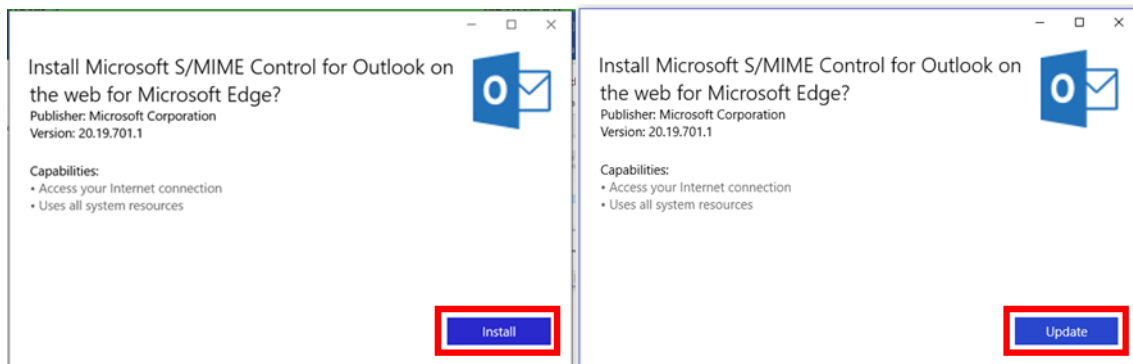 Install Microsoft S/MIME Control for Outlook on
the web for Microsoft Edge?
Publisher: Microsoft Corporation
Version: 20.19.701.1
Capabilities:
• Access your Internet connection
• Uses all system resources
Install
Install Microsoft S/MIME Control for Outlook on
the web for Microsoft Edge?
Publisher: Microsoft Corporation
Version: 20.19.701.1
Capabilities:
• Access your Internet connection
• Uses all system resources
Update